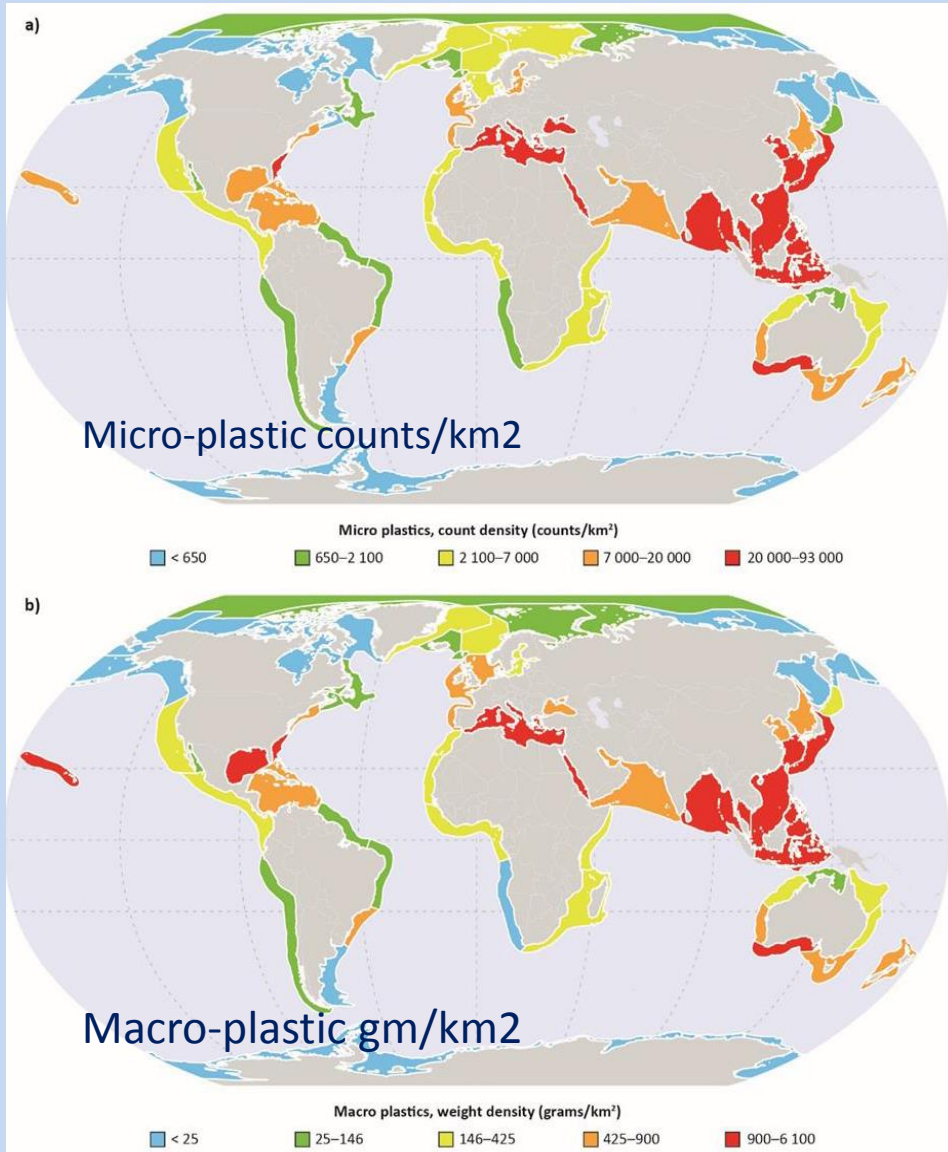 a)
Micro-plastic counts/km2
Micro plastics, count density (counts/km²)
< 650 650–2 100 2 100–7 000 7 000–20 000 20 000–93 000
b)
Macro-plastic gm/km2
Macro plastics, weight density (grams/km²)
< 25 25–146 146–425 425–900 900–6 100